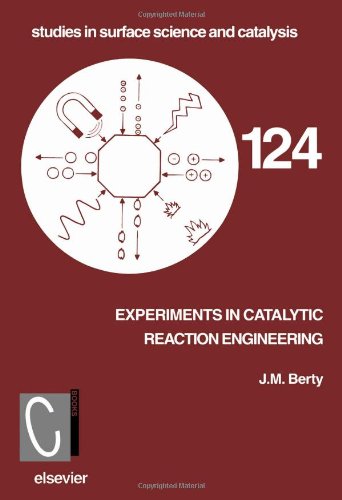 studies in surface science and catalysis
124
EXPERIMENTS IN CATALYTIC
REACTION ENGINEERING
J.M. Berty
C
BOOKS
elsevier